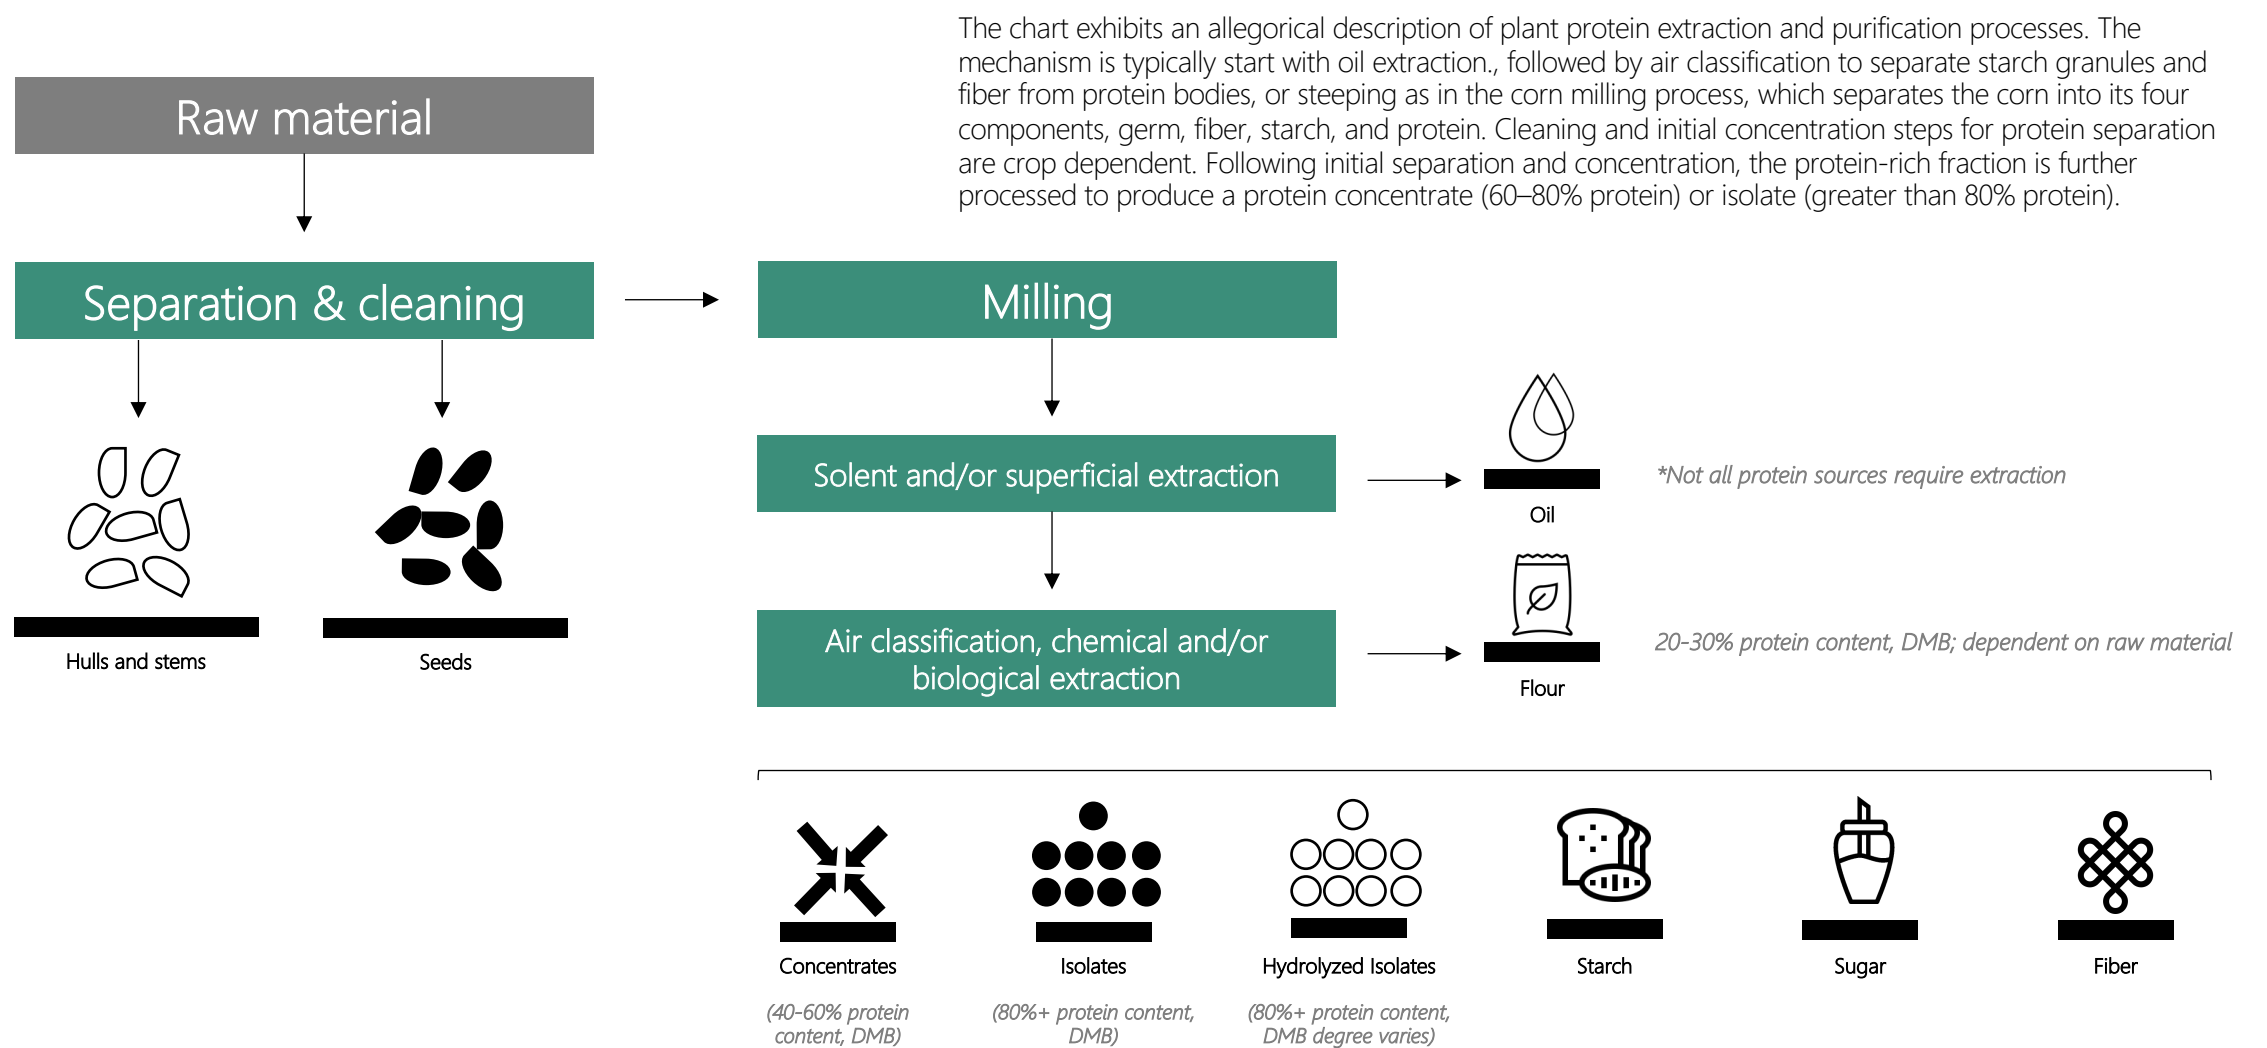 The chart exhibits an allegorical description of plant protein extraction and purification processes. The
mechanism is typically start with oil extraction., followed by air classification to separate starch granules and
fiber from protein bodies, or steeping as in the corn milling process, which separates the corn into its four
components, germ, fiber, starch, and protein. Cleaning and initial concentration steps for protein separation
are crop dependent. Following initial separation and concentration, the protein-rich fraction is further
processed to produce a protein concentrate (60–80% protein) or isolate (greater than 80% protein).
Raw material
Separation & cleaning
Milling
Solent and/or superficial extraction
*Not all protein sources require extraction
Oil
Air classification, chemical and/or
biological extraction
20-30% protein content, DMB; dependent on raw material
Flour
Hulls and stems
Seeds
Concentrates
(40-60% protein
content, DMB)
Isolates
(80%+ protein content,
DMB)
Hydrolyzed Isolates
(80%+ protein content,
DMB degree varies)
Starch
Sugar
Fiber